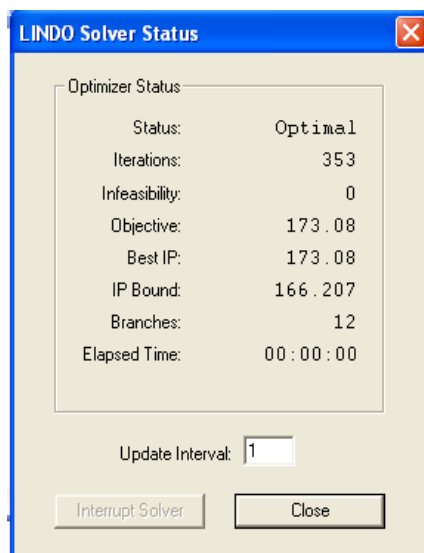 LINDO Solver Status
Optimizer Status
Status: Optimal
Iterations: 353
Infeasibility: 0
Objective: 173.08
Best IP: 173.08
IP Bound: 166.207
Branches: 12
Elapsed Time: 00:00:00
Update Interval: 1
Interrupt Solver Close